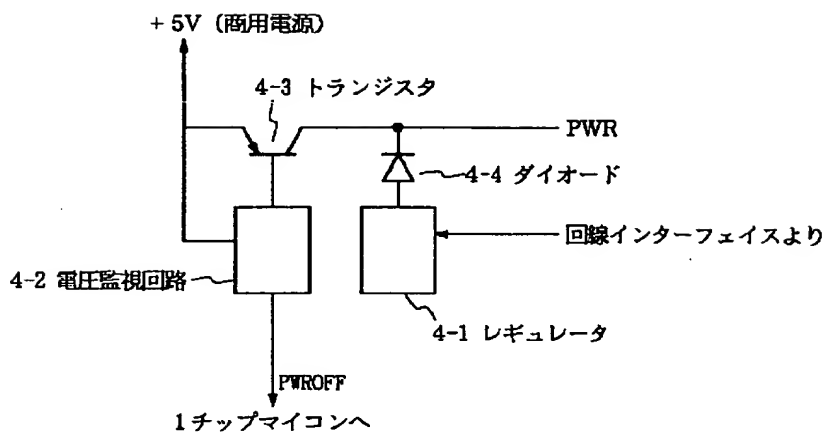 +5V (商用電源)
4-3 トランジスタ
PWR
4-4 ダイオード
回線インターフェイスより
4-2 電圧監視回路
4-1 レギュレータ
PWROFF
1チップマイコンへ